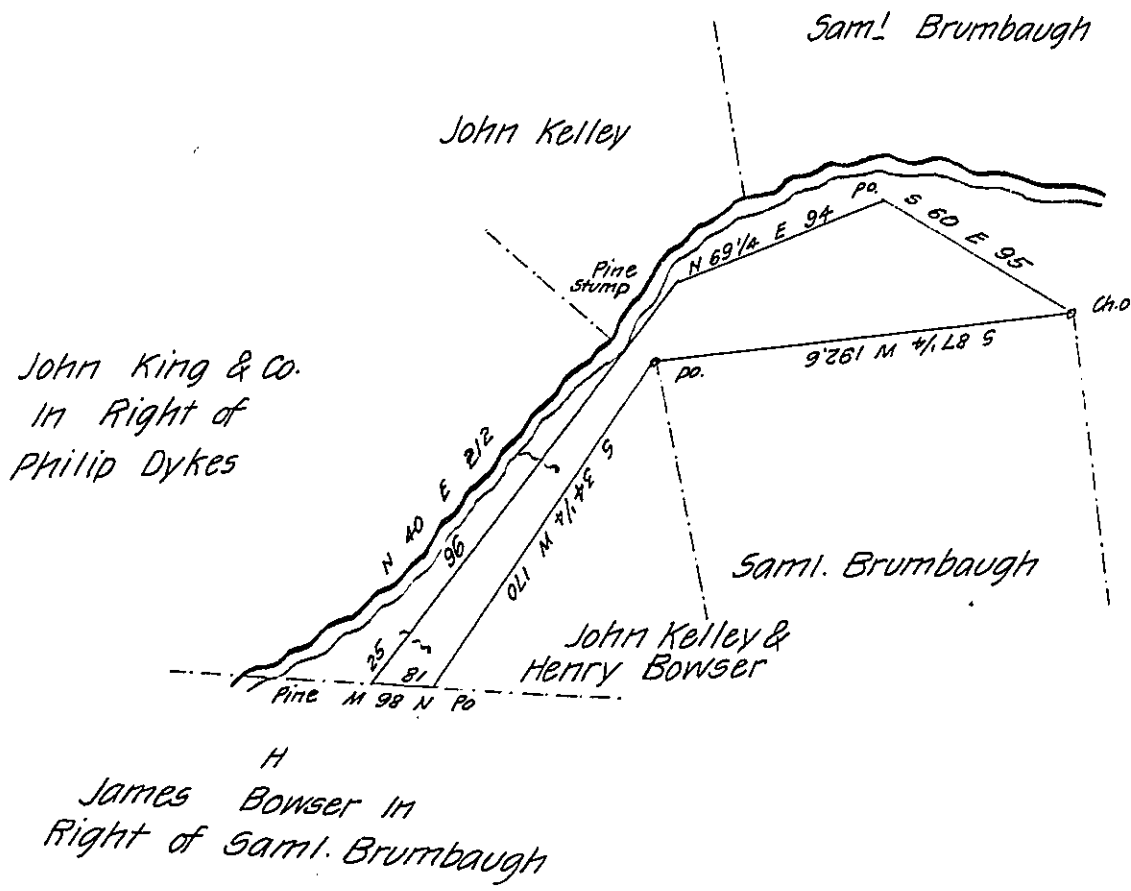 Saml. Brumbaugh
John Kelley
Po.
S 60 E 95
N 69 1/4 E 94
Pine
Stump
Ch.o
S 87 1/4 W 192.6
po.
John King & Co.
In Right of
Philip Dykes
N 40 E 212
96
S 34 1/4 W 170
Saml. Brumbaugh
John Kelley &
Henry Bowser
25
18
Pine N 86 W Po
H
James Bowser In
Right of Saml. Brumbaugh